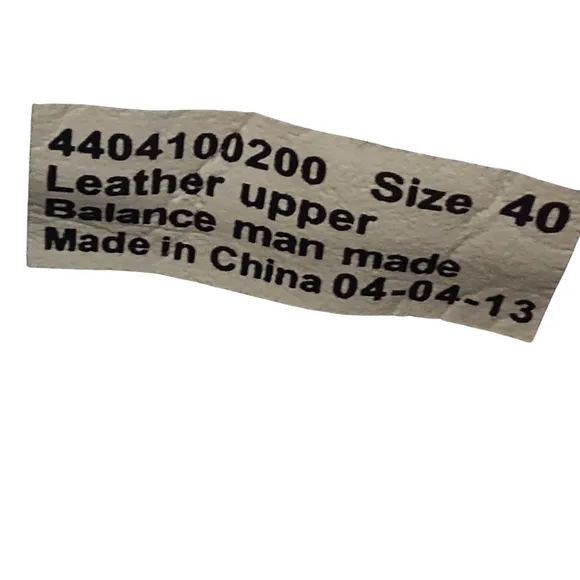 4404100200 Size 40
Leather upper
Balance man made
Made in China 04-04-13